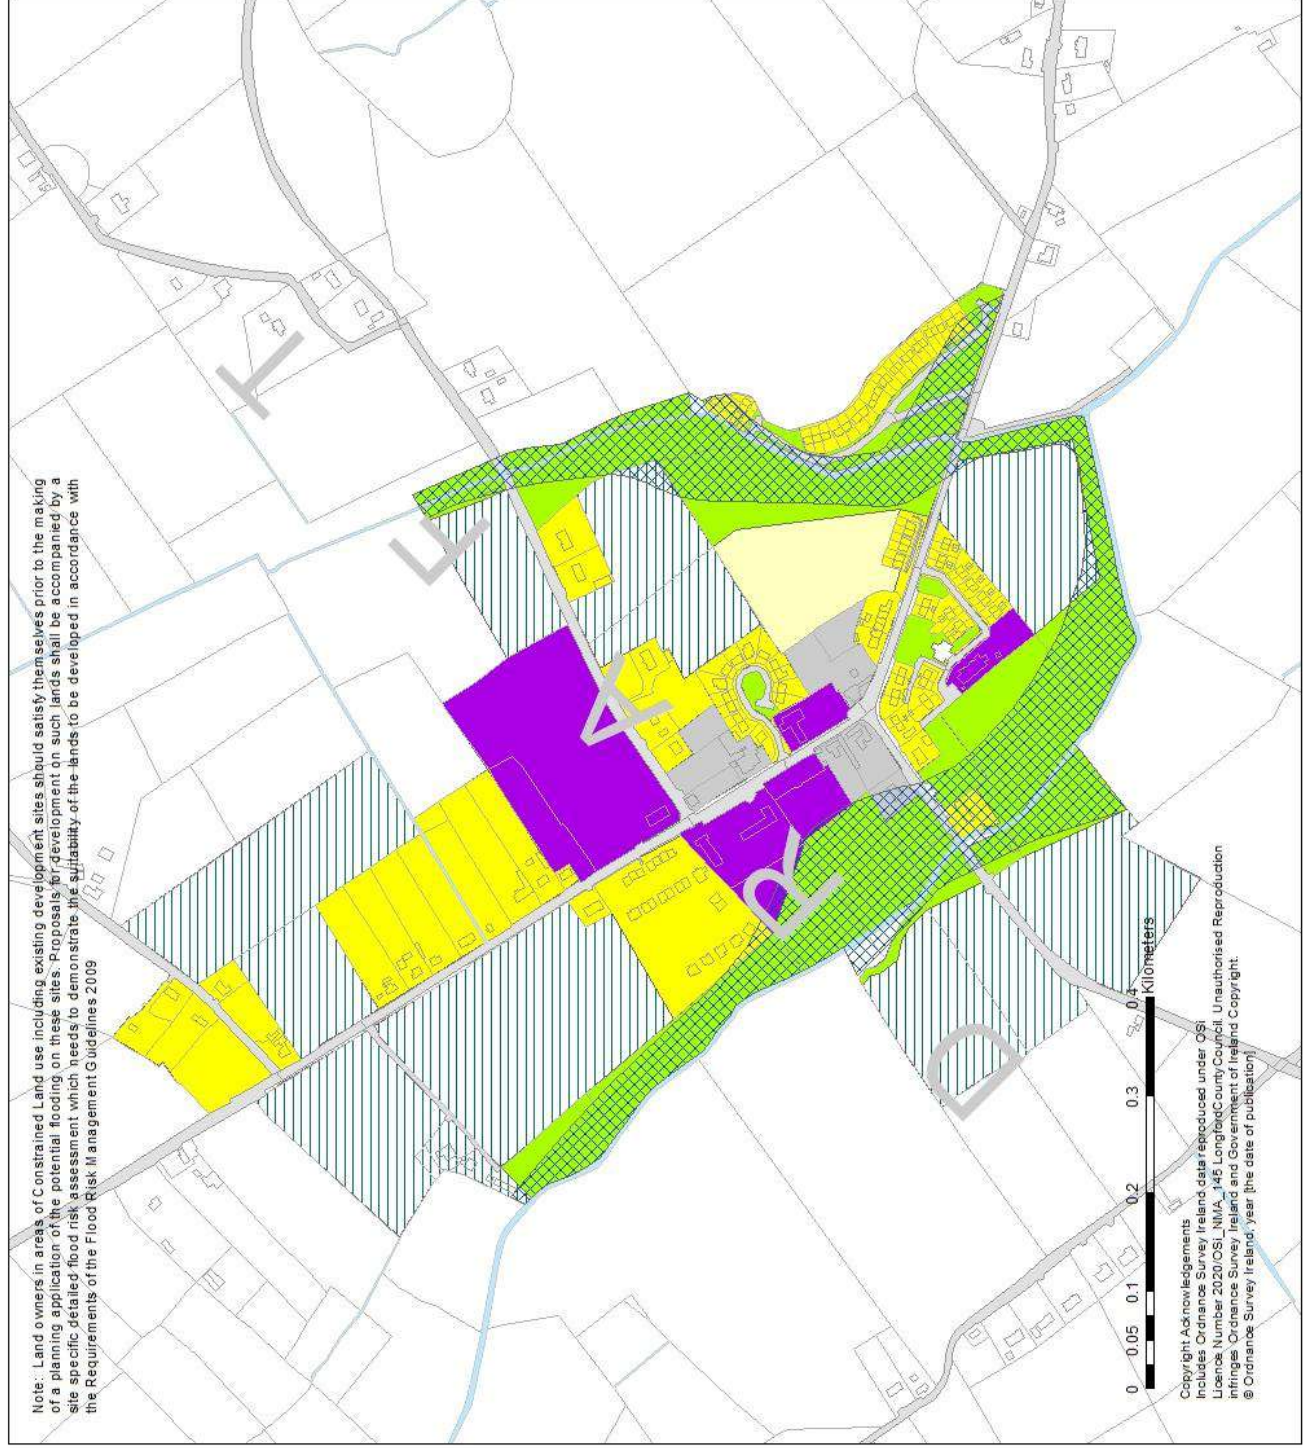 Note:: Land owners in areas of Constrained Land use including existing development sites should satisfy themselves prior to the making
of a planning application of the potential flooding on these sites. Proposals for development on such lands shall be accompanied by a
site specific detailed flood risk assessment which needs to demonstrate the suitability of the lands to be developed in accordance with
the Requirements of the Flood Risk Management Guidelines 2009
DRAFT
0 0.05 0.1 0.2 0.3 0.4
Kilometers
Copyright Acknowledgements
Includes Ordnance Survey Ireland data reproduced under OSi
Licence Number 2020/OSi_NMA_145 Longford County Council. Unauthorised Reproduction
infringes Ordnance Survey Ireland and Government of Ireland Copyright.
© Ordnance Survey Ireland, year [the date of publication]